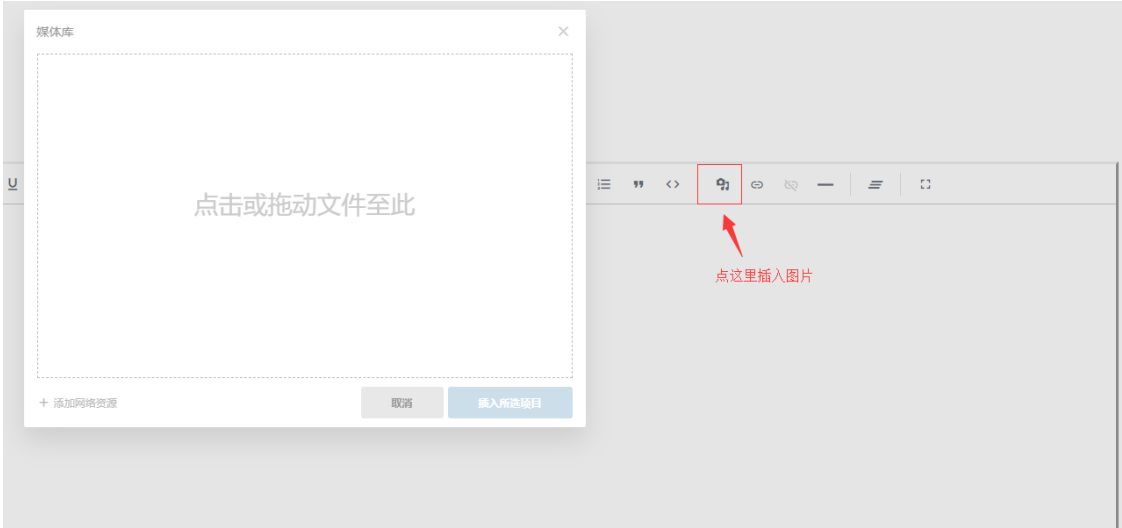 媒体库
点击或拖动文件至此
+ 添加网络资源
取消
插入所选项目
U
点这里插入图片